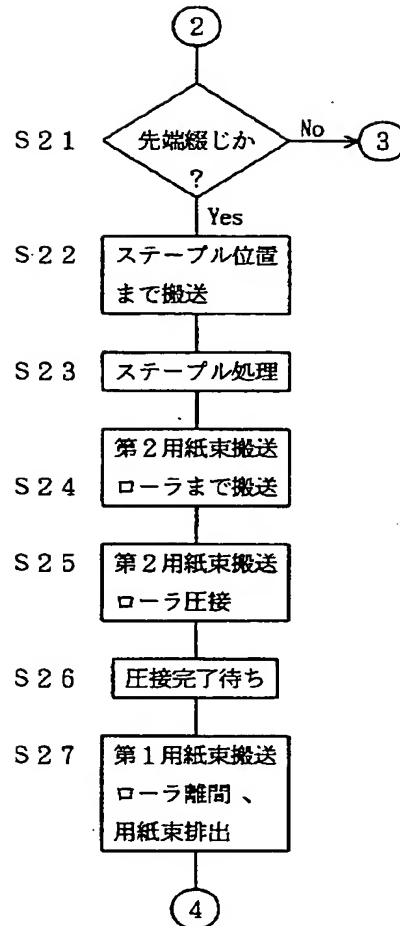 2
S21
先端綴じか
?
No
3
Yes
S22
ステープル位置
まで搬送
S23
ステープル処理
S24
第2用紙束搬送
ローラまで搬送
S25
第2用紙束搬送
ローラ圧接
S26
圧接完了待ち
S27
第1用紙束搬送
ローラ離間、
用紙束排出
4